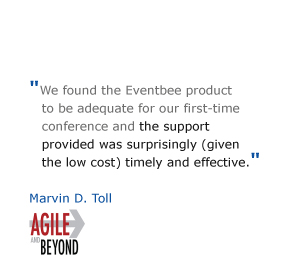 "We found the Eventbee product
to be adequate for our first-time
conference and the support
provided was surprisingly (given
the low cost) timely and effective."
Marvin D. Toll
AGILE
AND BEYOND